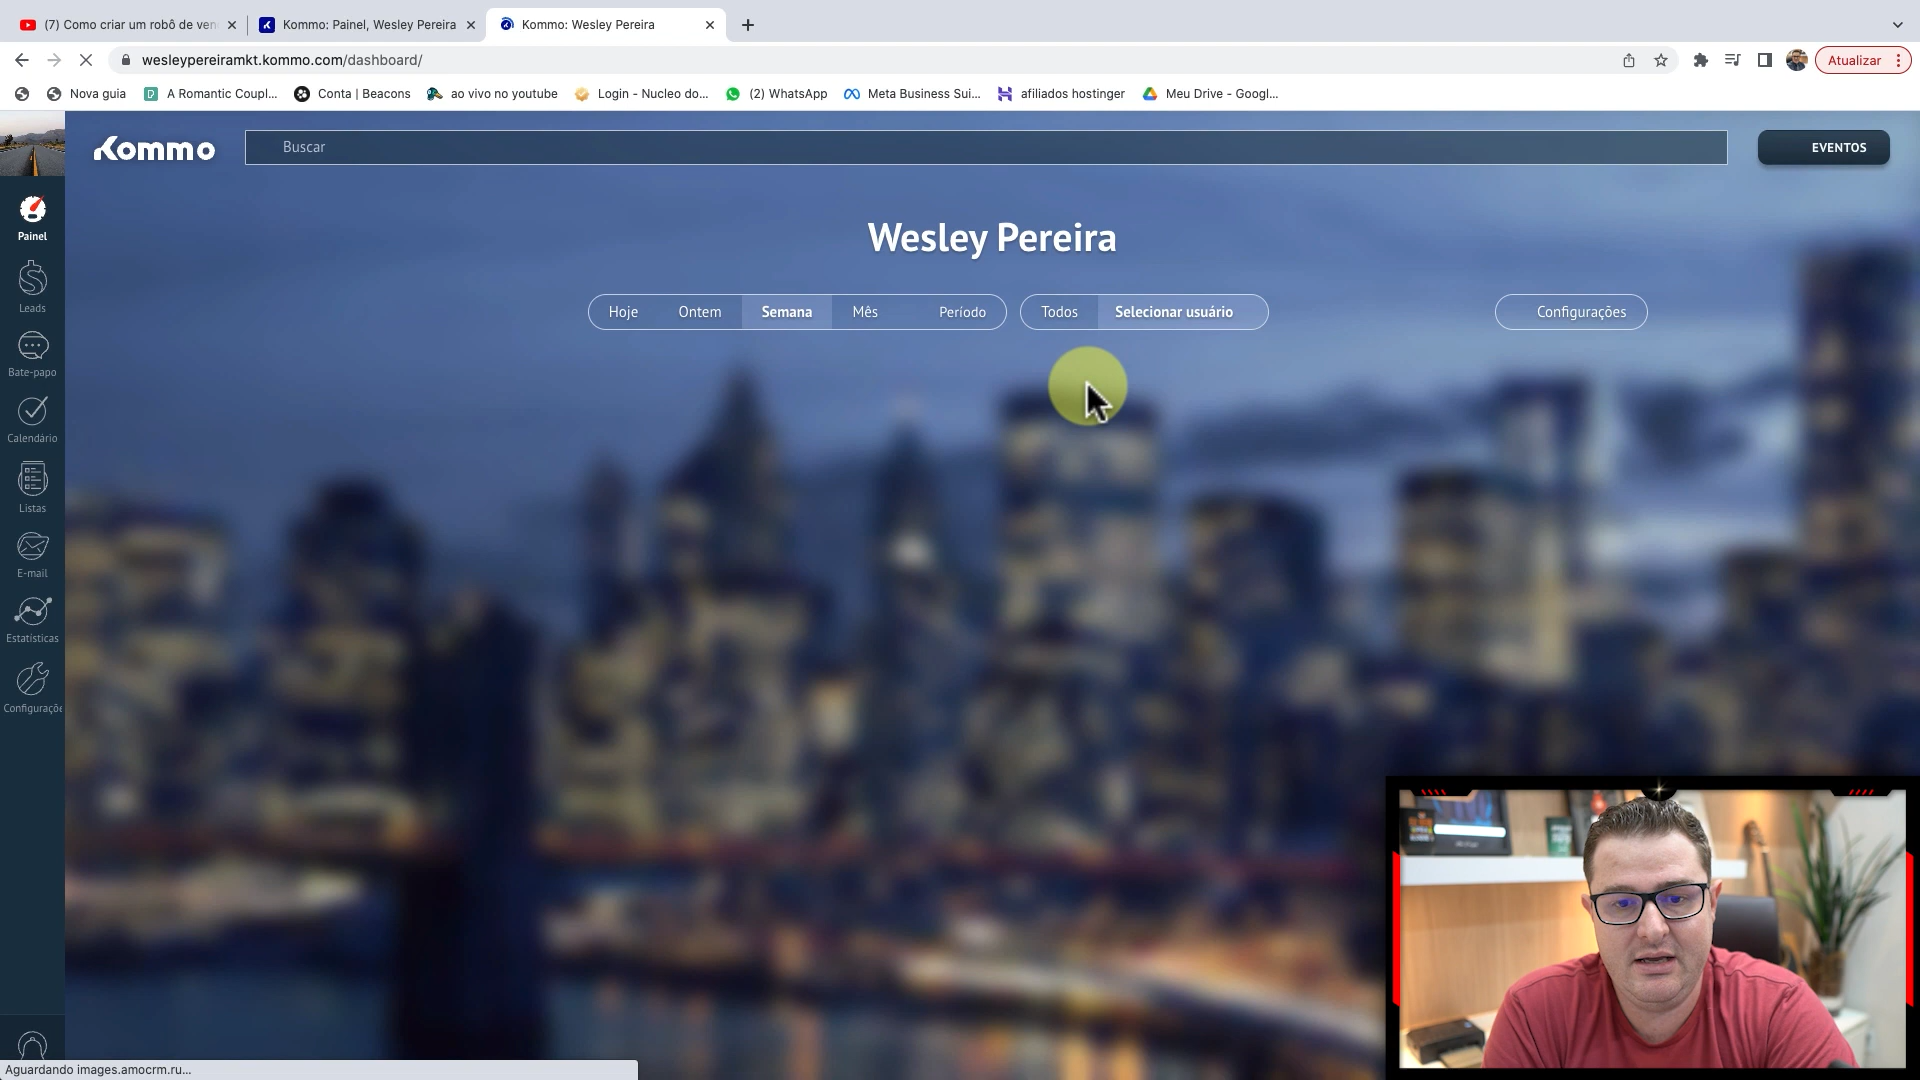 (7) Como criar um robô de ven
Kommo: Painel, Wesley Pereira
Kommo: Wesley Pereira
wesleypereiramkt.kommo.com/dashboard/
Atualizar
Nova guia
A Romantic Coupl...
Conta | Beacons
ao vivo no youtube
Login - Nucleo do...
(2) WhatsApp
Meta Business Sui...
afiliados hostinger
Meu Drive - Googl...
Kommo
Buscar
EVENTOS
Wesley Pereira
Hoje
Ontem
Semana
Mês
Período
Todos
Selecionar usuário
Configurações
Painel
Leads
Bate-papo
Calendário
Listas
E-mail
Estatísticas
Configuraçõe
Aguardando images.amocrm.ru...